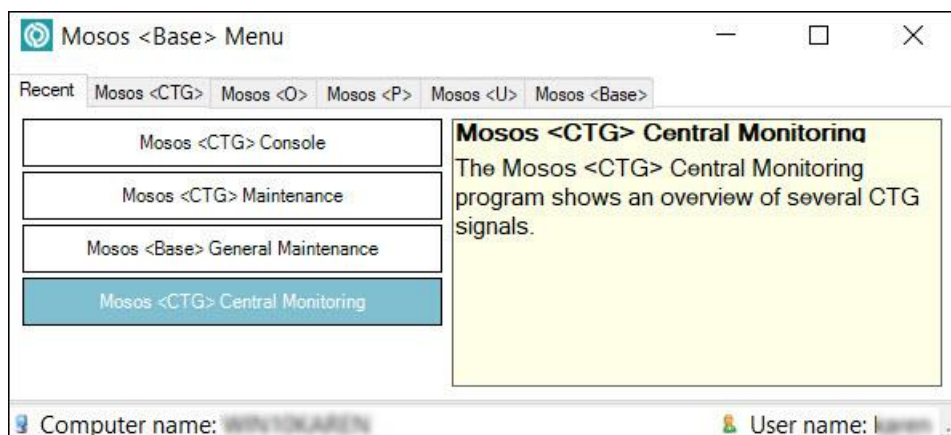 Mosos <Base> Menu
Recent Mosos <CTG> Mosos <O> Mosos <P> Mosos <U> Mosos <Base>
Mosos <CTG> Console
Mosos <CTG> Maintenance
Mosos <Base> General Maintenance
Mosos <CTG> Central Monitoring
Mosos <CTG> Central Monitoring
The Mosos <CTG> Central Monitoring
program shows an overview of several CTG
signals.
Computer name:
User name: